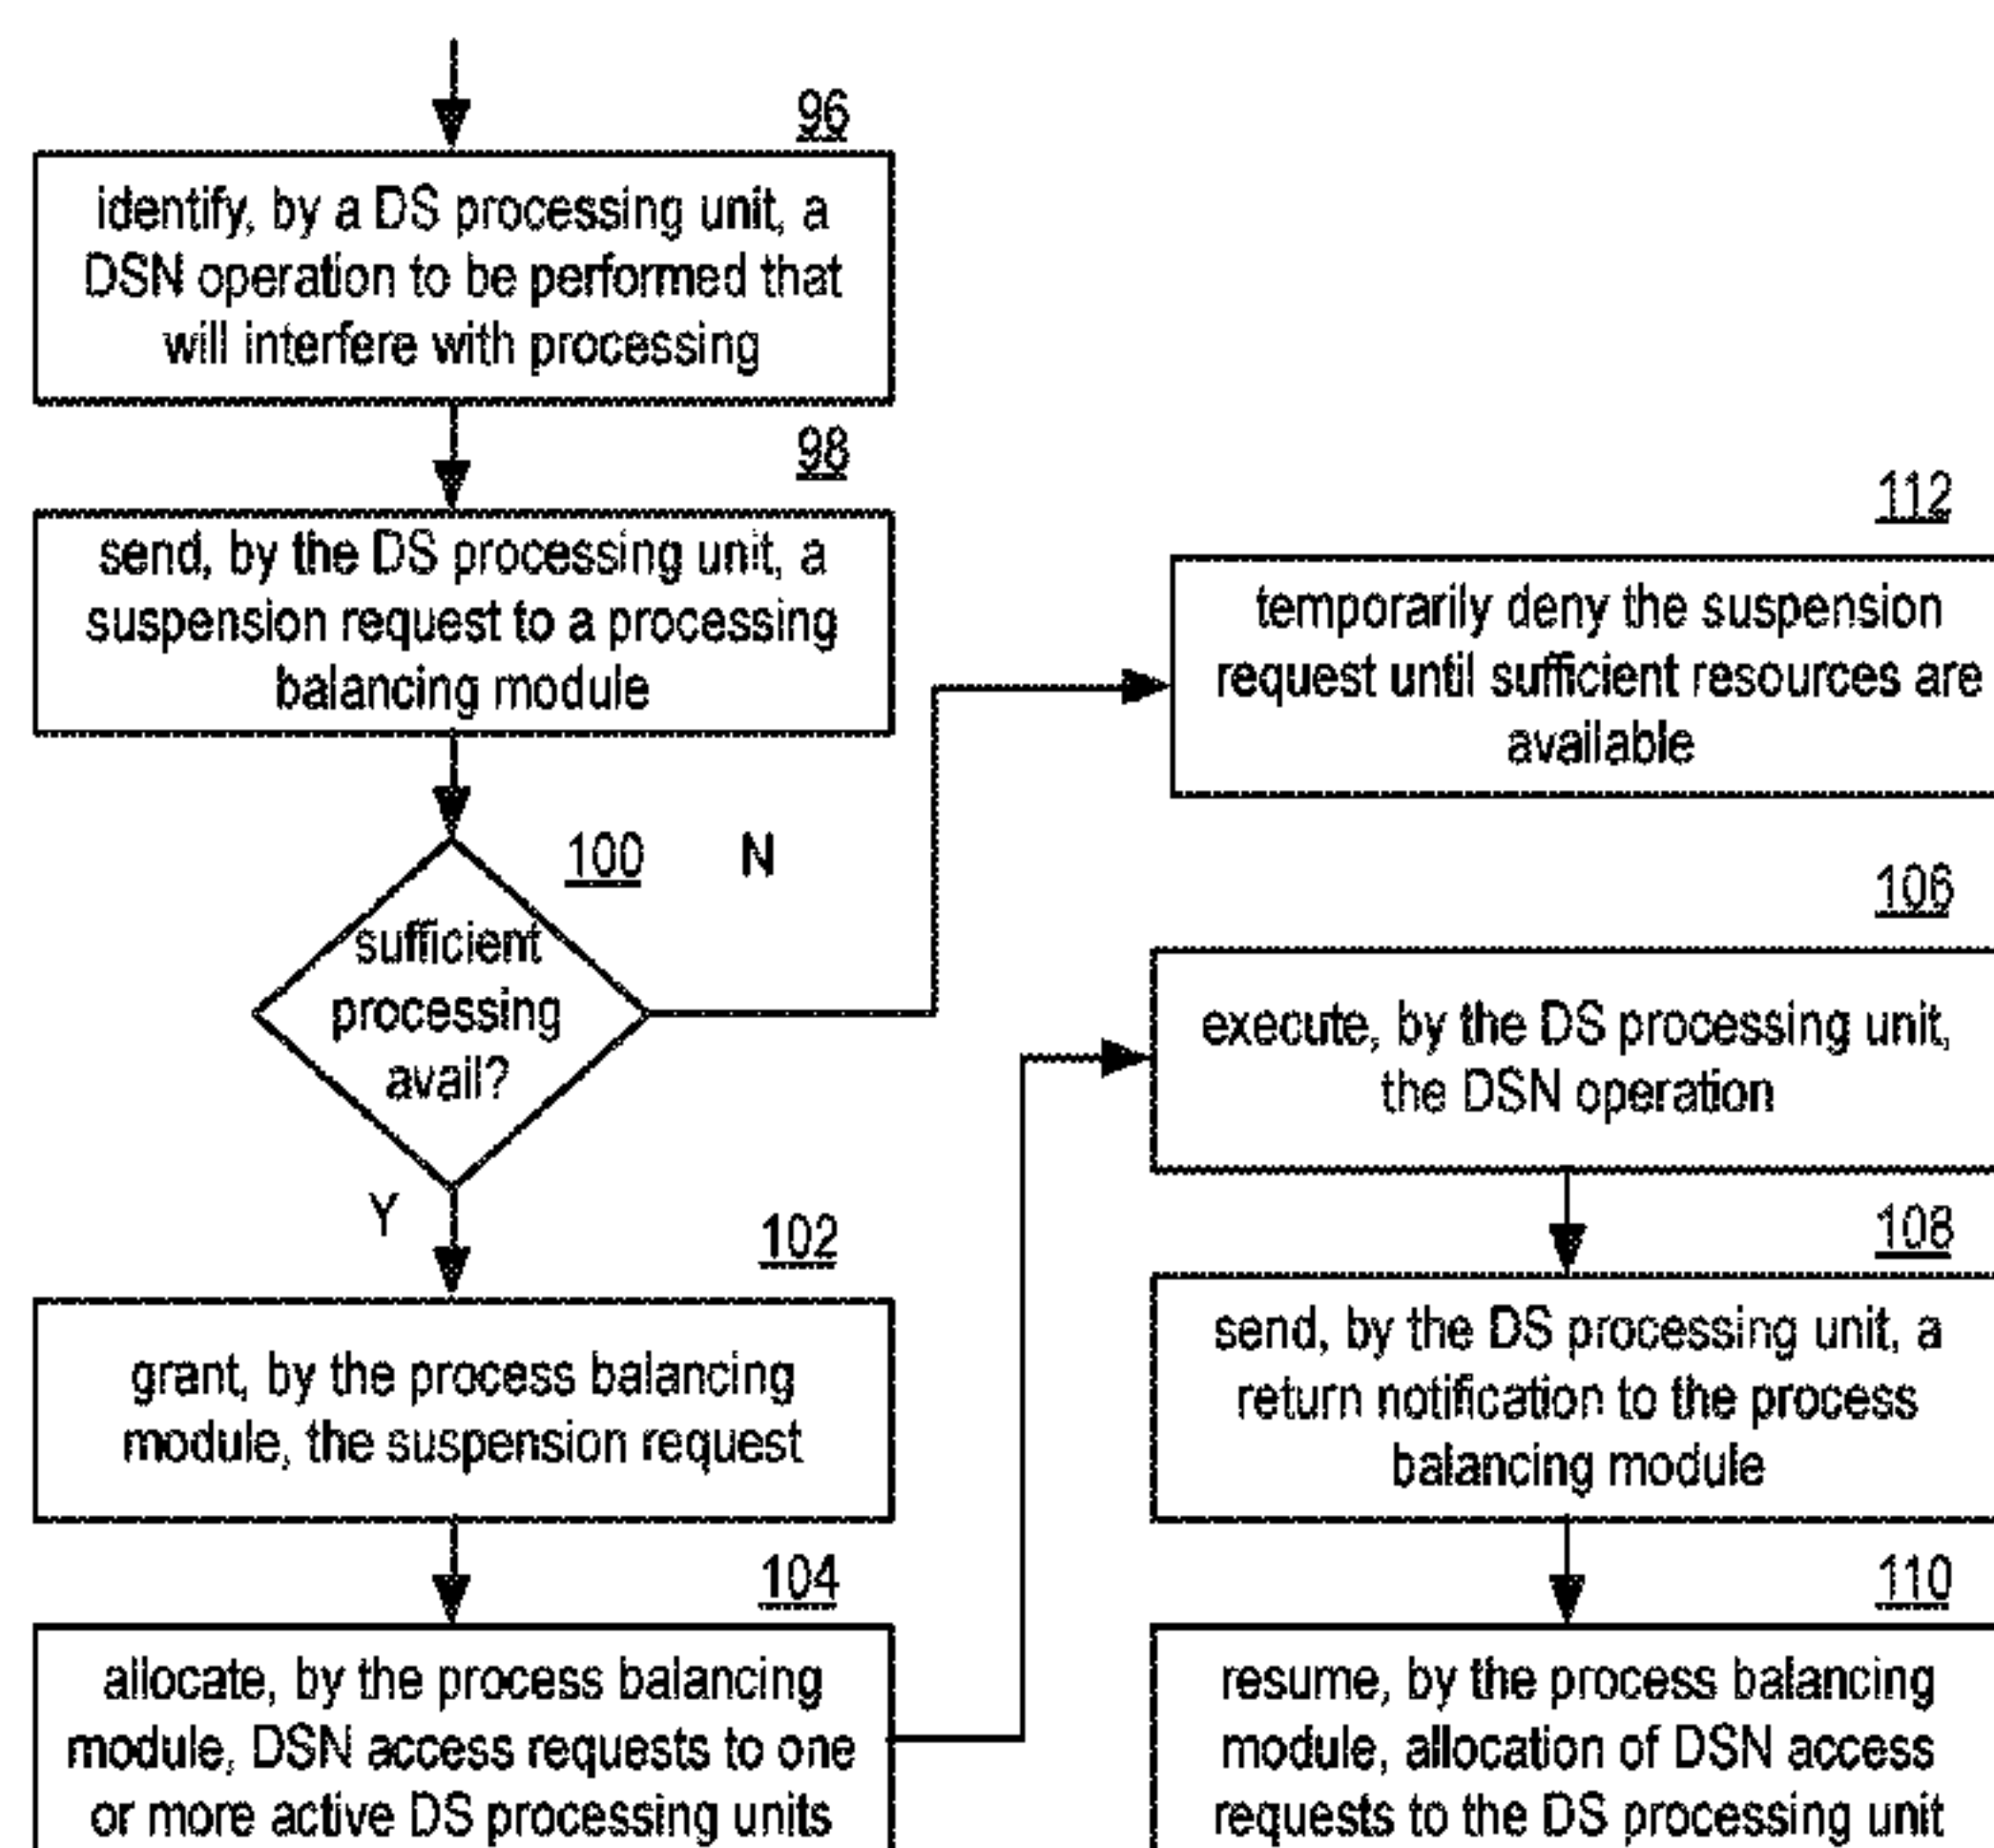 96
identify, by a DS processing unit, a
DSN operation to be performed that
will interfere with processing
98
send, by the DS processing unit, a
suspension request to a processing
balancing module
100
N
sufficient
processing
avail?
Y
102
grant, by the process balancing
module, the suspension request
104
allocate, by the process balancing
module, DSN access requests to one
or more active DS processing units
112
temporarily deny the suspension
request until sufficient resources are
available
106
execute, by the DS processing unit,
the DSN operation
108
send, by the DS processing unit, a
return notification to the process
balancing module
110
resume, by the process balancing
module, allocation of DSN access
requests to the DS processing unit